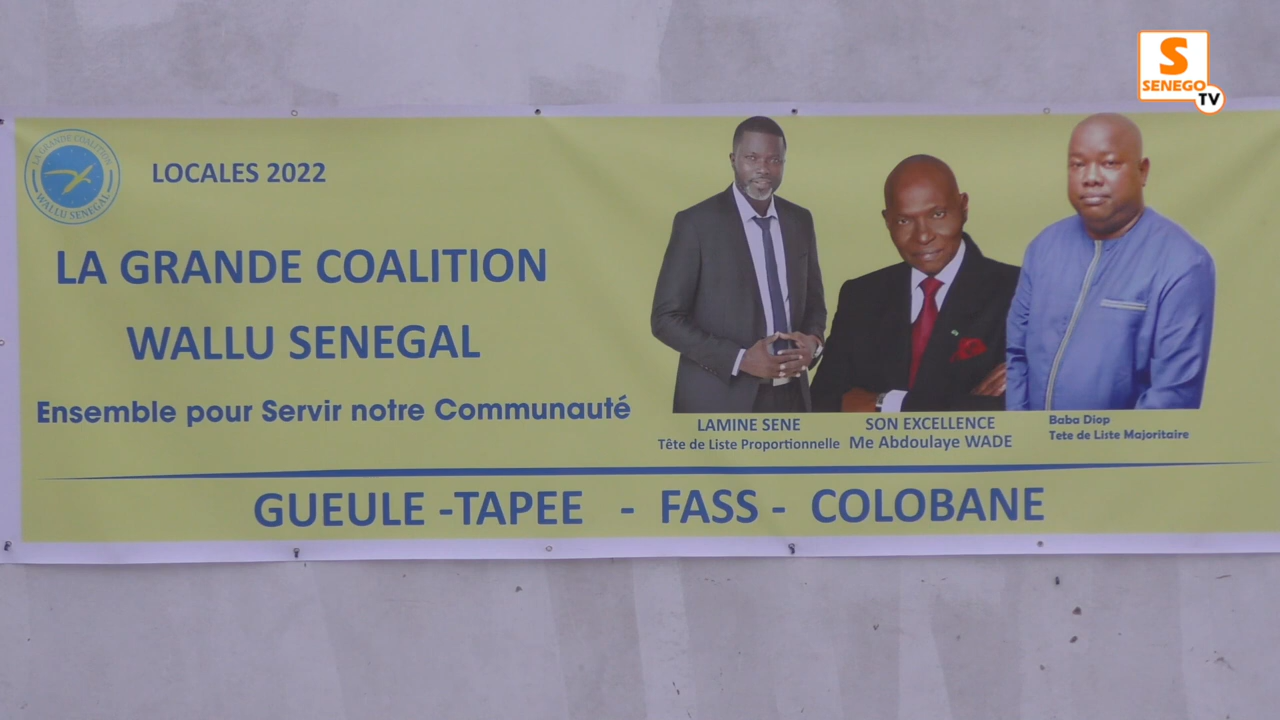 S
SENEGO
TV
LA GRANDE COALITION
WALLU SENEGAL
LOCALES 2022
LA GRANDE COALITION
WALLU SENEGAL
Ensemble pour Servir notre Communauté
LAMINE SENE
Tête de Liste Proportionnelle
SON EXCELLENCE
Me Abdoulaye WADE
Baba Diop
Tete de Liste Majoritaire
GUEULE -TAPEE - FASS - COLOBANE